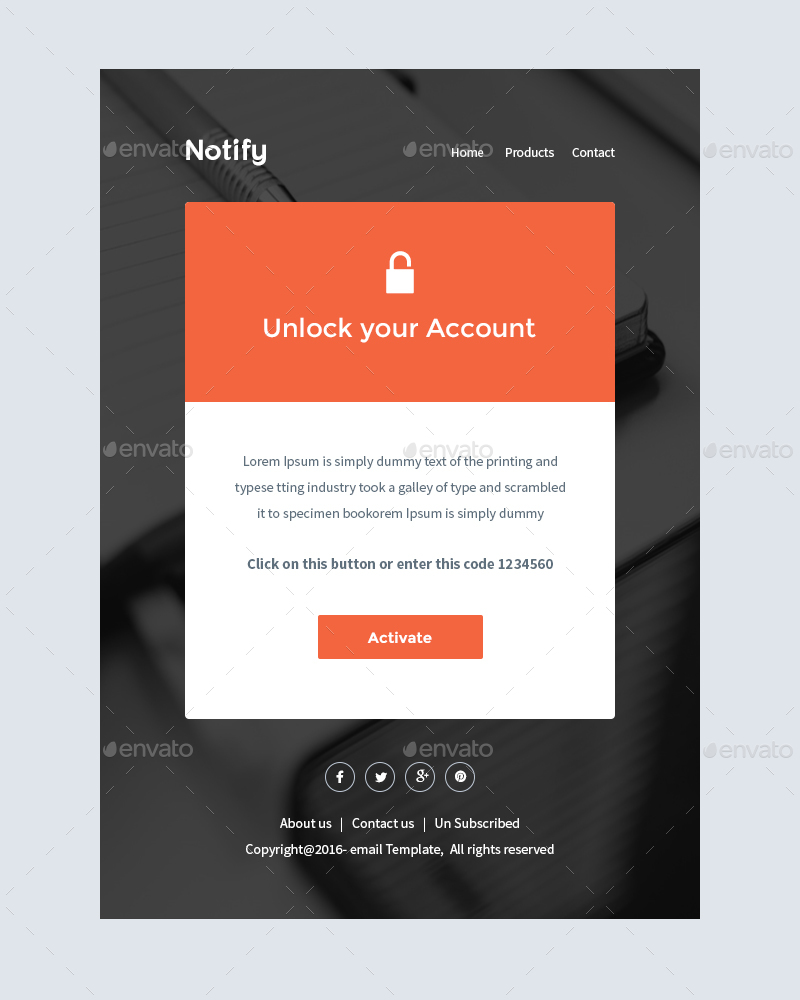 Notify
Home Products Contact
Unlock your Account
Lorem Ipsum is simply dummy text of the printing and
typese tting industry took a galley of type and scrambled
it to specimen bookorem Ipsum is simply dummy
Click on this button or enter this code 1234560
Activate
About us | Contact us | Un Subscribed
Copyright@2016- email Template, All rights reserved
envato
envato
envato
envato
envato
envato
envato
envato
envato